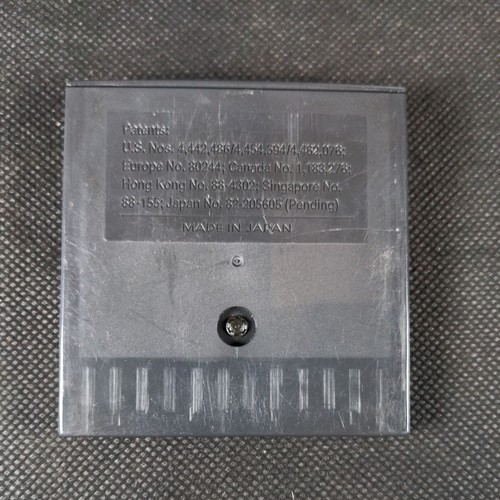 Patents:
U.S. Nos. 4,442,486/4,454,594/4,462,076;
Europe No. 80244; Canada No. 1,183,276;
Hong Kong No. 88-4302; Singapore No.
88-155; Japan No. 82-205605 (Pending)
MADE IN JAPAN